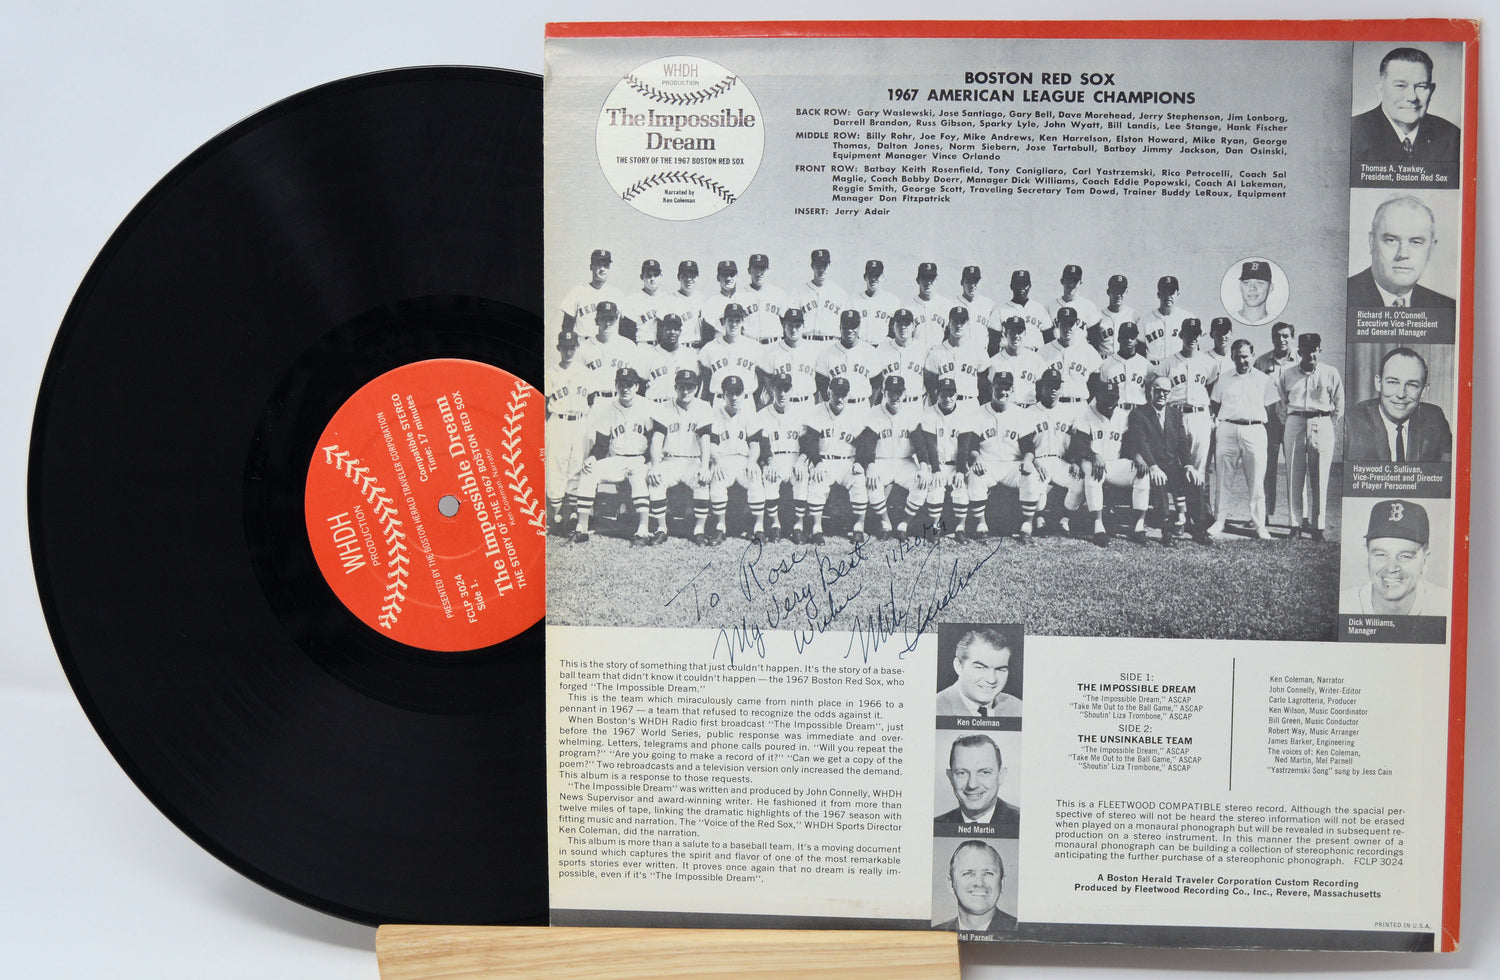 WHDH
PRODUCTION
The Impossible
Dream
THE STORY OF THE 1967 BOSTON RED SOX
Narrated by
Ken Coleman
BOSTON RED SOX
1967 AMERICAN LEAGUE CHAMPIONS
BACK ROW: Gary Waslewski, Jose Santiago, Gary Bell, Dave Morehead, Jerry Stephenson, Jim Lonborg,
Darrell Brandon, Russ Gibson, Sparky Lyle, John Wyatt, Bill Landis, Lee Stange, Hank Fischer
MIDDLE ROW: Billy Rohr, Joe Foy, Mike Andrews, Ken Harrelson, Elston Howard, Mike Ryan, George
Thomas, Dalton Jones, Norm Siebern, Jose Tartabull, Batboy Jimmy Jackson, Dan Osinski,
Equipment Manager Vince Orlando
FRONT ROW: Batboy Keith Rosenfield, Tony Conigliaro, Carl Yastrzemski, Rico Petrocelli, Coach Sal
Maglie, Coach Bobby Doerr, Manager Dick Williams, Coach Eddie Popowski, Coach Al Lakeman,
Reggie Smith, George Scott, Traveling Secretary Tom Dowd, Trainer Buddy LeRoux, Equipment
Manager Don Fitzpatrick
INSERT: Jerry Adair
Thomas A. Yawkey,
President, Boston Red Sox
Richard H. O'Connell,
Executive Vice-President
and General Manager
Haywood C. Sullivan,
Vice-President and Director
of Player Personnel
Dick Williams,
Manager
To Rose
My Very Best
Wishes
11/20/09
WHDH
PRODUCTION
PRESENTED BY THE BOSTON HERALD TRAVELER CORPORATION
FCLP 3024
Side 1.
Compatible STEREO
Time: 17 minutes
The Impossible Dream
THE STORY OF THE 1967 BOSTON RED SOX
Ken Coleman, Narrator
This is the story of something that just couldn't happen. It's the story of a base-
ball team that didn't know it couldn't happen — the 1967 Boston Red Sox, who
forged "The Impossible Dream."
This is the team which miraculously came from ninth place in 1966 to a
pennant in 1967 — a team that refused to recognize the odds against it.
When Boston's WHDH Radio first broadcast "The Impossible Dream", just
before the 1967 World Series, public response was immediate and over-
whelming. Letters, telegrams and phone calls poured in. "Will you repeat the
program?" "Are you going to make a record of it?" "Can we get a copy of the
poem?" Two rebroadcasts and a television version only increased the demand.
This album is a response to those requests.
"The Impossible Dream" was written and produced by John Connelly, WHDH
News Supervisor and award-winning writer. He fashioned it from more than
twelve miles of tape, linking the dramatic highlights of the 1967 season with
fitting music and narration. The "Voice of the Red Sox," WHDH Sports Director
Ken Coleman, did the narration.
This album is more than a salute to a baseball team. It's a moving document
in sound which captures the spirit and flavor of one of the most remarkable
sports stories ever written. It proves once again that no dream is really im-
possible, even if it's "The Impossible Dream".
Ken Coleman
Ned Martin
Mel Parnell
SIDE 1:
THE IMPOSSIBLE DREAM
"The Impossible Dream," ASCAP
"Take Me Out to the Ball Game," ASCAP
"Shoutin' Liza Trombone," ASCAP
SIDE 2:
THE UNSINKABLE TEAM
"The Impossible Dream," ASCAP
"Take Me Out to the Ball Game," ASCAP
"Shoutin' Liza Trombone," ASCAP
Ken Coleman, Narrator
John Connelly, Writer-Editor
Carlo Lagrotteria, Producer
Ken Wilson, Music Coordinator
Bill Green, Music Conductor
Robert Way, Music Arranger
James Barker, Engineering
The voices of: Ken Coleman,
Ned Martin, Mel Parnell
"Yastrzemski Song" sung by Jess Cain
This is a FLEETWOOD COMPATIBLE stereo record. Although the spacial per-
spective of stereo will not be heard the stereo information will not be erased
when played on a monaural phonograph but will be revealed in subsequent re-
production on a stereo instrument. In this manner the present owner of a
monaural phonograph can be building a collection of stereophonic recordings
anticipating the further purchase of a stereophonic phonograph. FCLP 3024
A Boston Herald Traveler Corporation Custom Recording
Produced by Fleetwood Recording Co., Inc., Revere, Massachusetts
PRINTED IN U.S.A.